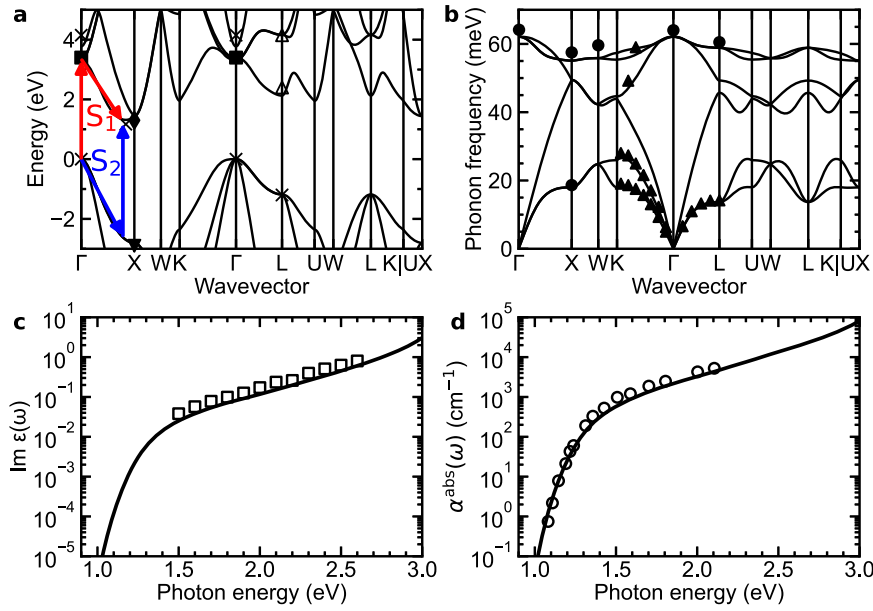 a
Energy (eV)
4
2
0
−2
S1
S2
Γ X W K Γ L U W L K|U X
Wavevector
b
Phonon frequency (meV)
60
40
20
0
Γ X W K Γ L U W L K|U X
Wavevector
c
Im ε(ω)
10^1
10^0
10^−1
10^−2
10^−3
10^−4
10^−5
1.0 1.5 2.0 2.5 3.0
Photon energy (eV)
d
α^abs(ω) (cm^−1)
10^5
10^4
10^3
10^2
10^1
10^0
10^−1
1.0 1.5 2.0 2.5 3.0
Photon energy (eV)